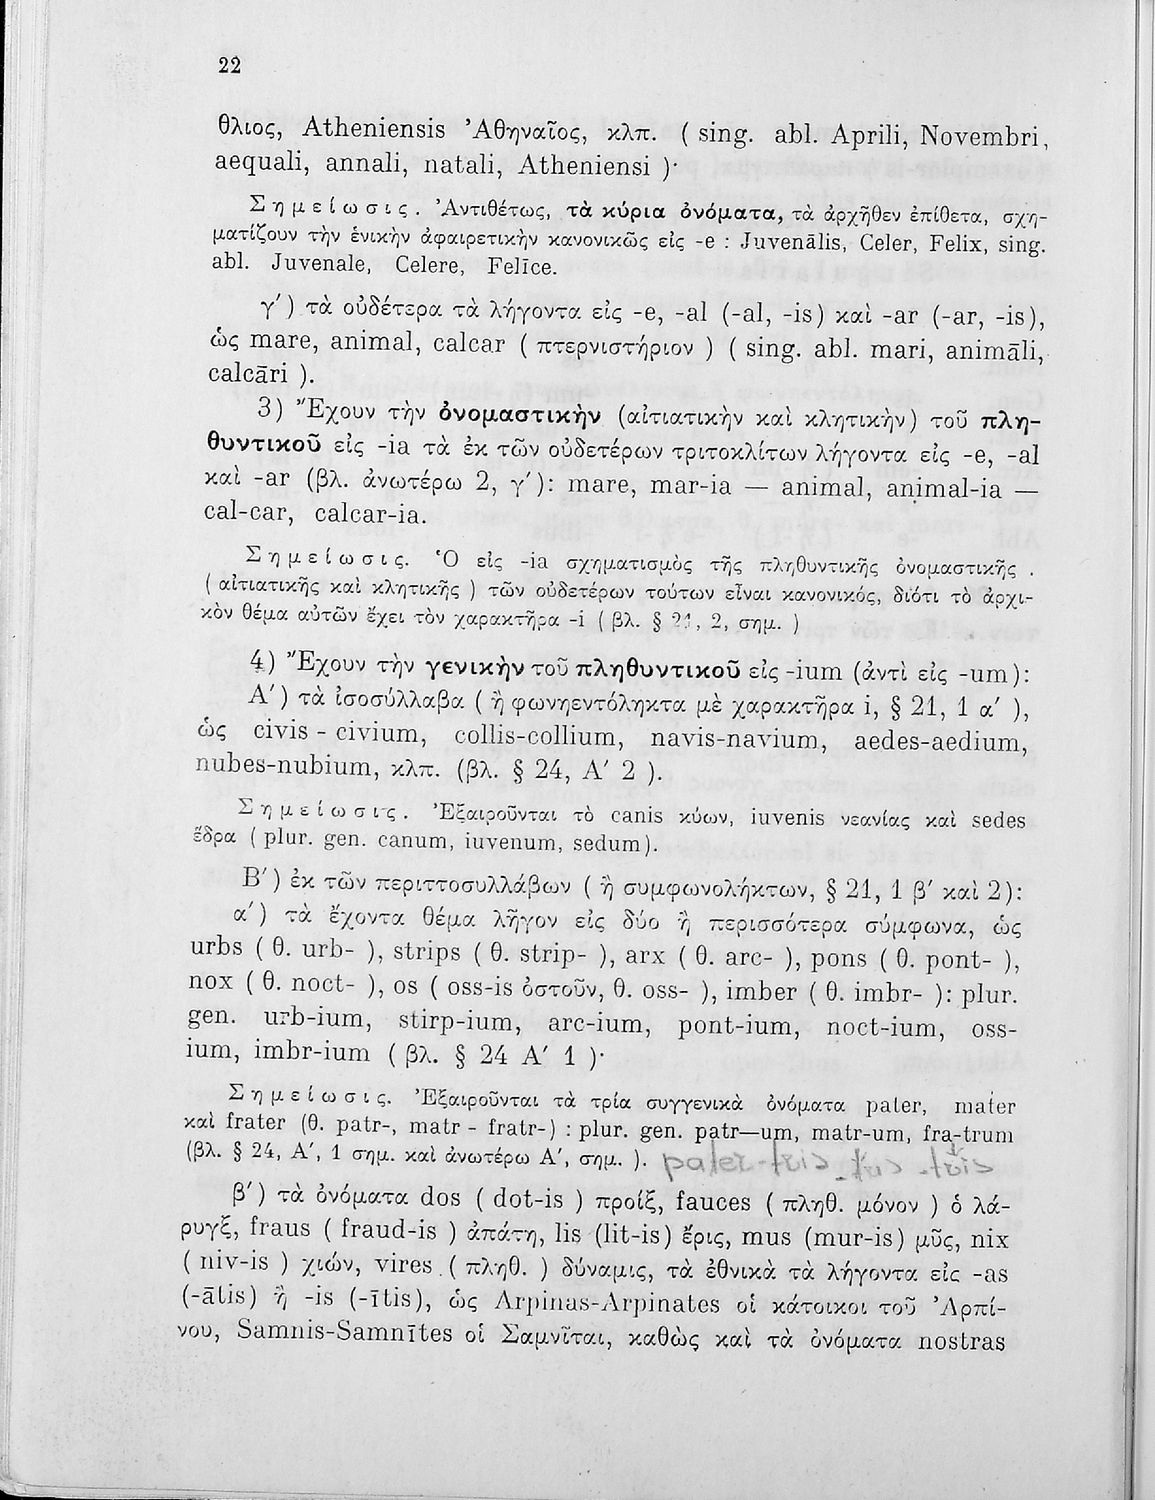 22
θλιος, Atheniensis Ἀθηναῖος, κλπ. ( sing. abl. Aprili, Novembri,
aequali, annali, natali, Atheniensi )·
Σημείωσις. Ἀντιθέτως, τὰ κύρια ὀνόματα, τὰ ἀρχῆθεν ἐπίθετα, σχη-
ματίζουν τὴν ἑνικὴν ἀφαιρετικὴν κανονικῶς εἰς -e : Juvenālis, Celer, Felix, sing.
abl. Juvenale, Celere, Felīce.
γ′) τὰ οὐδέτερα τὰ λήγοντα εἰς -e, -al (-al, -is) καὶ -ar (-ar, -is),
ὡς mare, animal, calcar ( πτερνιστήριον ) ( sing. abl. mari, animāli,
calcāri ).
3) Ἔχουν τὴν ὀνομαστικὴν (αἰτιατικὴν καὶ κλητικὴν) τοῦ πλη-
θυντικοῦ εἰς -ia τὰ ἐκ τῶν οὐδετέρων τριτοκλίτων λήγοντα εἰς -e, -al
καὶ -ar (βλ. ἀνωτέρω 2, γ′): mare, mar-ia — animal, animal-ia —
cal-car, calcar-ia.
Σημείωσις. Ὁ εἰς -ia σχηματισμὸς τῆς πληθυντικῆς ὀνομαστικῆς .
( αἰτιατικῆς καὶ κλητικῆς ) τῶν οὐδετέρων τούτων εἶναι κανονικός, διότι τὸ ἀρχι-
κὸν θέμα αὐτῶν ἔχει τὸν χαρακτῆρα -i ( βλ. § 21, 2, σημ. )
4) Ἔχουν τὴν γενικὴν τοῦ πληθυντικοῦ εἰς -ium (ἀντὶ εἰς -um):
Α′) τὰ ἰσοσύλλαβα ( ἢ φωνηεντόληκτα μὲ χαρακτῆρα i, § 21, 1 α′ ),
ὡς civis - civium, collis-collium, navis-navium, aedes-aedium,
nubes-nubium, κλπ. (βλ. § 24, Α′ 2 ).
Σημείωσις. Ἐξαιροῦνται τὸ canis κύων, iuvenis νεανίας καὶ sedes
ἕδρα ( plur. gen. canum, iuvenum, sedum).
Β′) ἐκ τῶν περιττοσυλλάβων ( ἢ συμφωνολήκτων, § 21, 1 β′ καὶ 2):
α′) τὰ ἔχοντα θέμα λῆγον εἰς δύο ἢ περισσότερα σύμφωνα, ὡς
urbs ( θ. urb- ), strips ( θ. strip- ), arx ( θ. arc- ), pons ( θ. pont- ),
nox ( θ. noct- ), os ( oss-is ὀστοῦν, θ. oss- ), imber ( θ. imbr- ): plur.
gen. urb-ium, stirp-ium, arc-ium, pont-ium, noct-ium, oss-
ium, imbr-ium ( βλ. § 24 Α′ 1 )·
Σημείωσις. Ἐξαιροῦνται τὰ τρία συγγενικὰ ὀνόματα pater, mater
καὶ frater (θ. patr-, matr - fratr-) : plur. gen. patr—um, matr-um, fra-trum
(βλ. § 24, Α′, 1 σημ. καὶ ἀνωτέρω Α′, σημ. ). pater-tris -tris -tris
β′) τὰ ὀνόματα dos ( dot-is ) προίξ, fauces ( πληθ. μόνον ) ὁ λά-
ρυγξ, fraus ( fraud-is ) ἀπάτη, lis (lit-is) ἔρις, mus (mur-is) μῦς, nix
( niv-is ) χιών, vires . ( πληθ. ) δύναμις, τὰ ἐθνικὰ τὰ λήγοντα εἰς -as
(-ātis) ἢ -is (-ītis), ὡς Arpinas-Arpinates οἱ κάτοικοι τοῦ Ἀρπί-
νου, Samnis-Samnītes οἱ Σαμνῖται, καθὼς καὶ τὰ ὀνόματα nostras